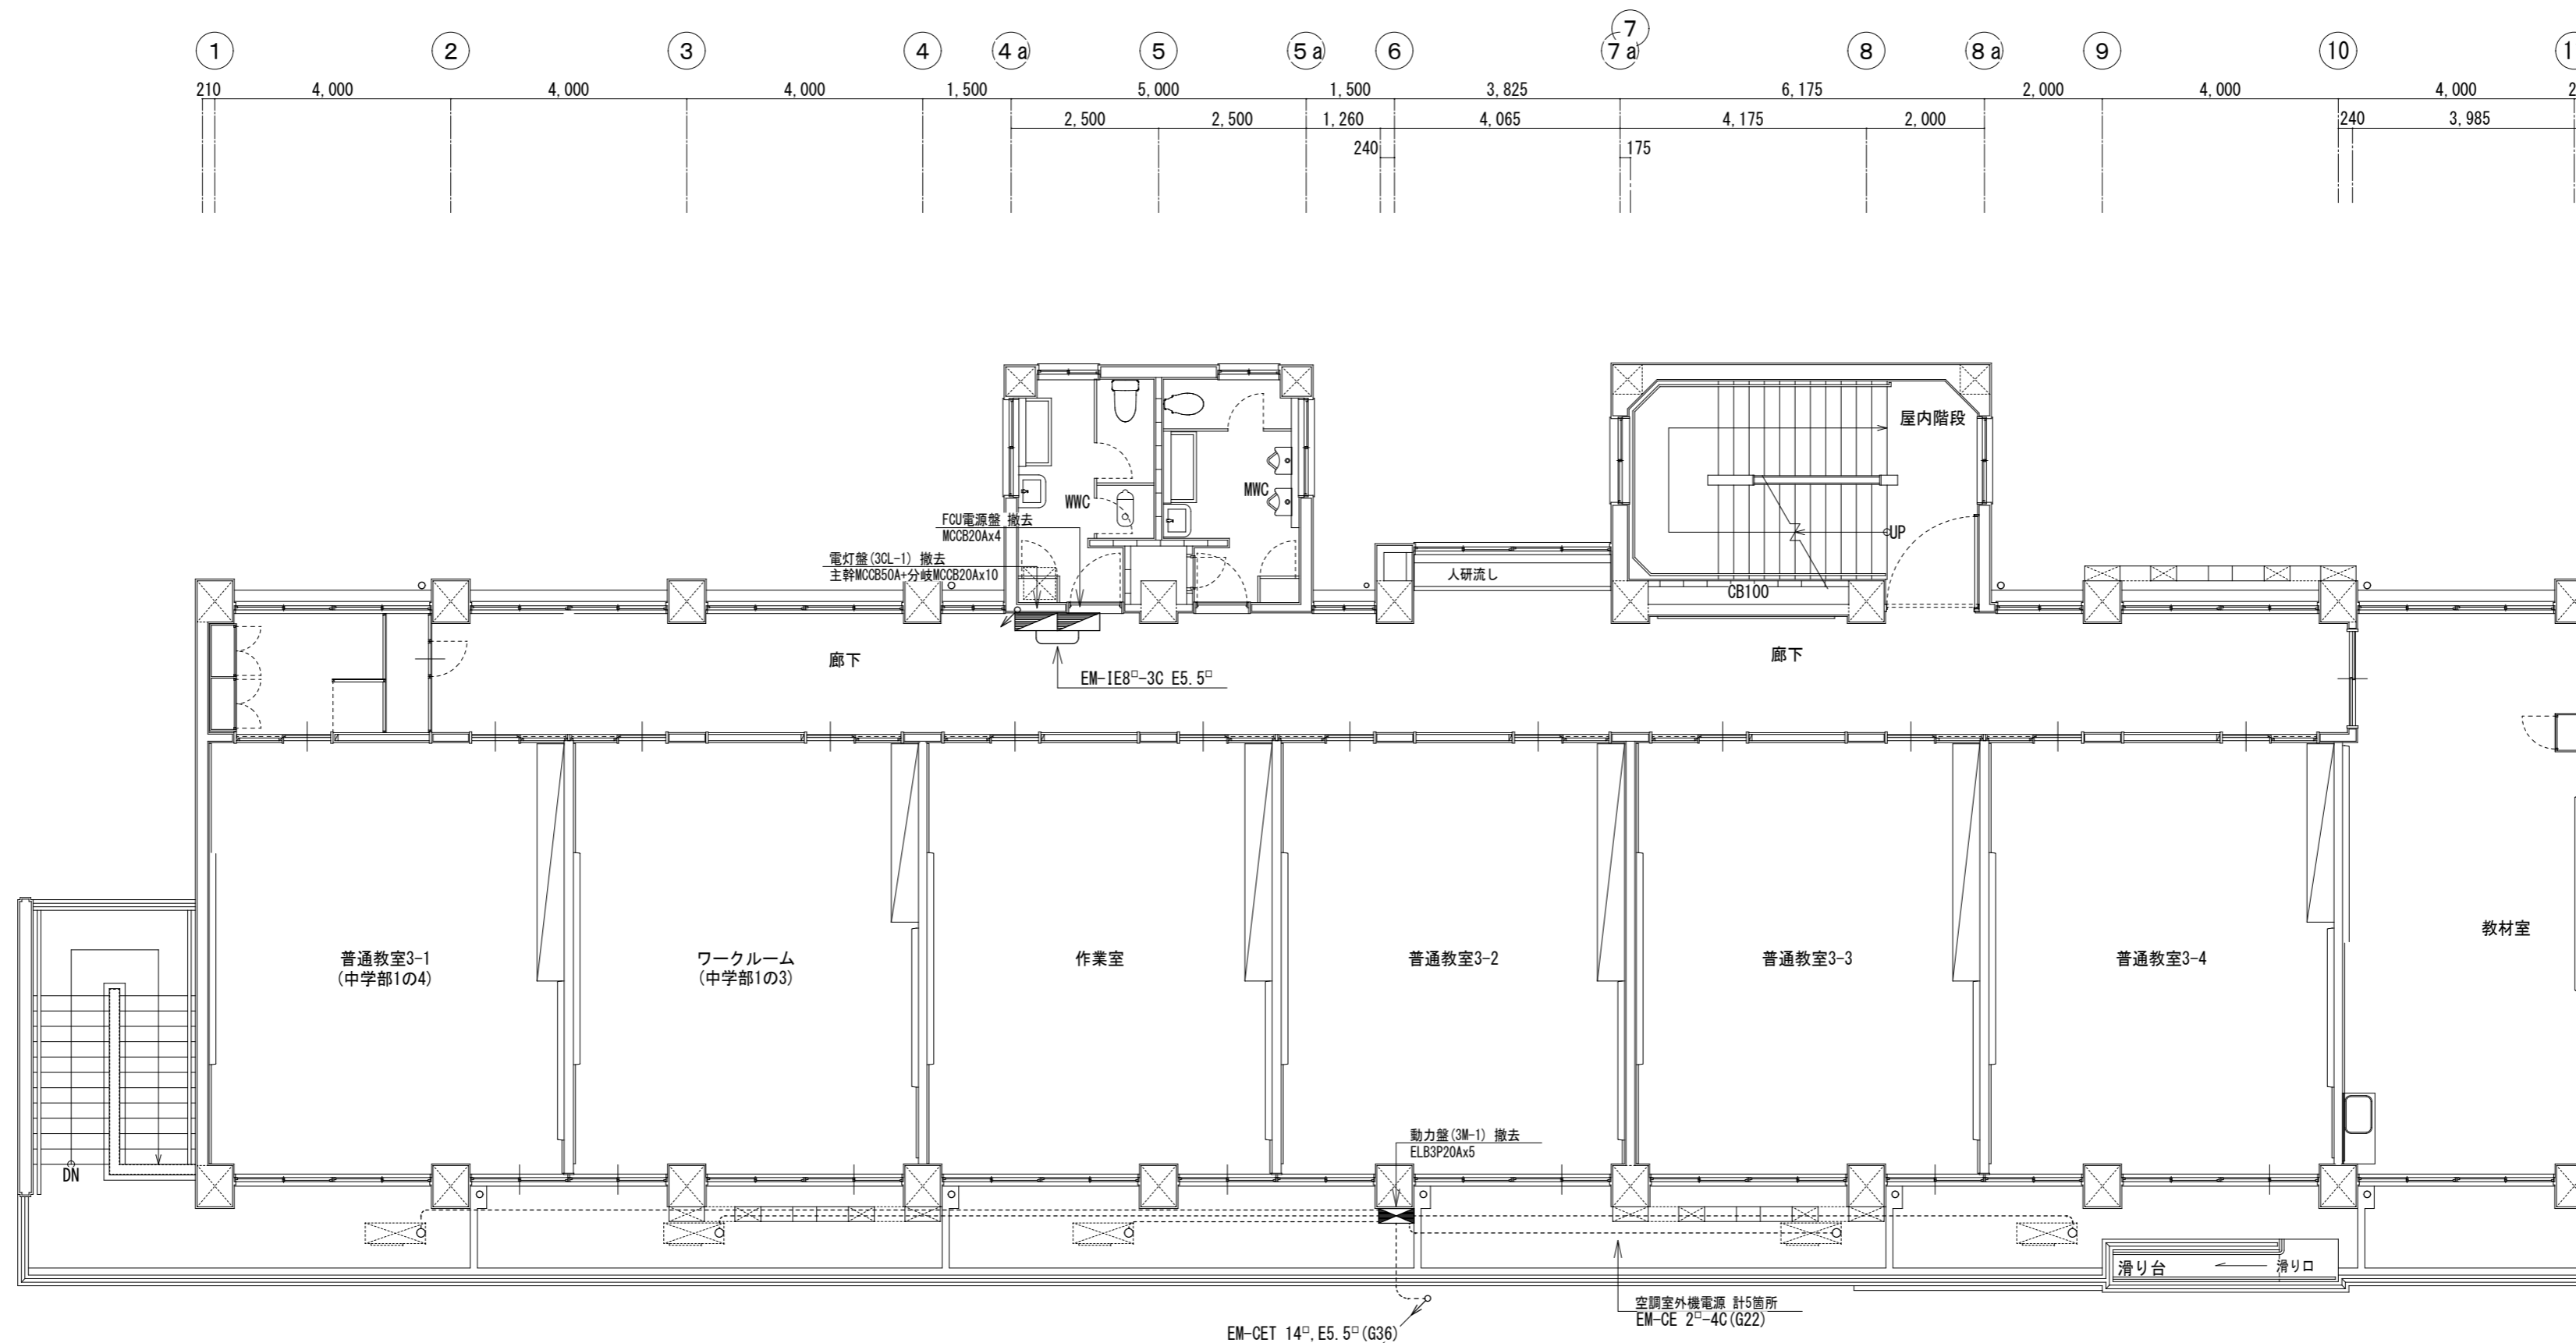 1 2 3 4 4a 5 5a 6 7 7a 8 8a 9 10
210 4,000 4,000 4,000 1,500 5,000 1,500 3,825 6,175 2,000 4,000 4,000
2,500 2,500 1,260 4,065 4,175 2,000 240 3,985
240 175
屋内階段
WWC
MWC
FCU電源盤 撤去
MCCB20Ax4
UP
電灯盤(3CL-1) 撤去
主幹MCCB50A+分岐MCCB20Ax10
人研流し
CB100
廊下
廊下
EM-IE8□-3C E5.5□
教材室
普通教室3-1
(中学部1の4)
ワークルーム
(中学部1の3)
作業室
普通教室3-2
普通教室3-3
普通教室3-4
動力盤(3M-1) 撤去
ELB3P20Ax5
DN
滑り台
滑り口
空調室外機電源 計5箇所
EM-CE 2□-4C(G22)
EM-CET 14□,E5.5□(G36)